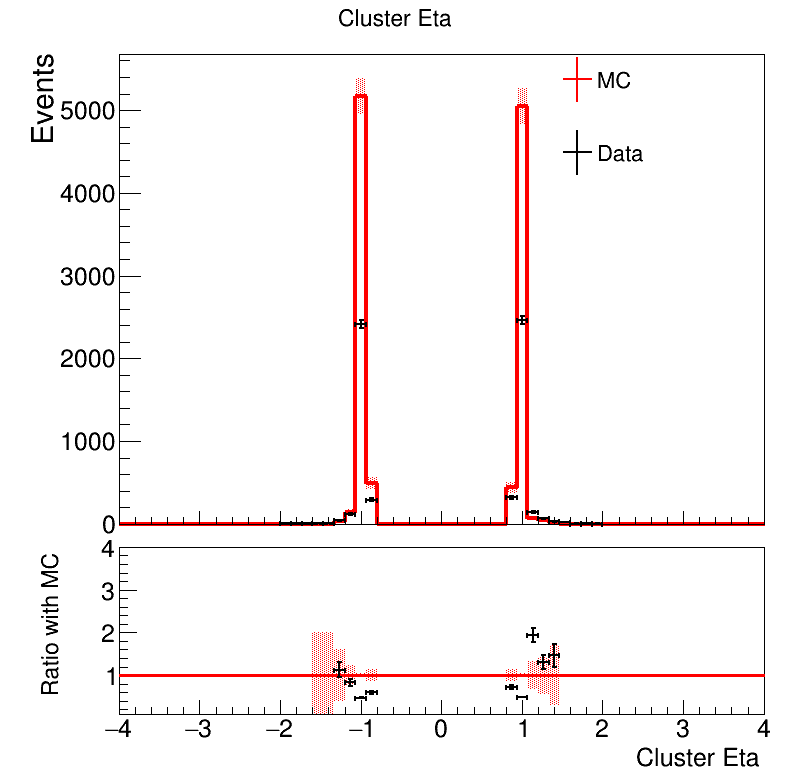 Cluster Eta
Events
5000
4000
3000
2000
1000
0
MC
Data
Ratio with MC
4
3
2
1
−4 −3 −2 −1 0 1 2 3 4
Cluster Eta